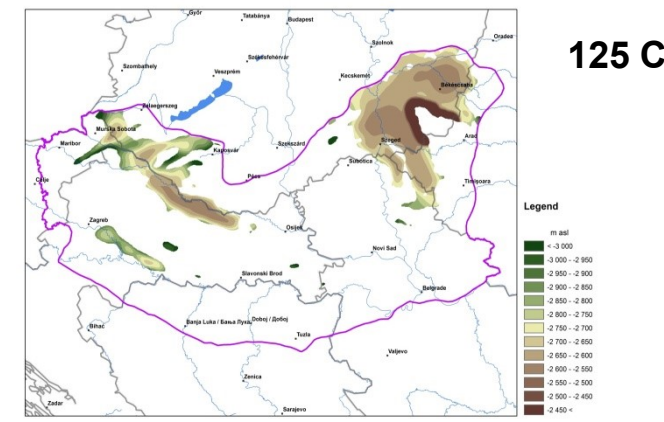 125 C
Győr
Tatabánya
Budapest
Szolnok
Oradea
Szombathely
Székesfehérvár
Veszprém
Kecskemét
Békéscsaba
Zalaegerszeg
Murska Sobota
Maribor
Kaposvár
Szekszárd
Szeged
Arad
Subotica
Celje
Pécs
Timișoara
Zagreb
Osijek
Novi Sad
Slavonski Brod
Belgrade
Bihac
Banja Luka / Бања Лука
Doboj / Добој
Tuzla
Valjevo
Zenica
Zadar
Sarajevo
Legend
m asl
< -3 000
-3 000 - -2 950
-2 950 - -2 900
-2 900 - -2 850
-2 850 - -2 800
-2 800 - -2 750
-2 750 - -2 700
-2 700 - -2 650
-2 650 - -2 600
-2 600 - -2 550
-2 550 - -2 500
-2 500 - -2 450
-2 450 <